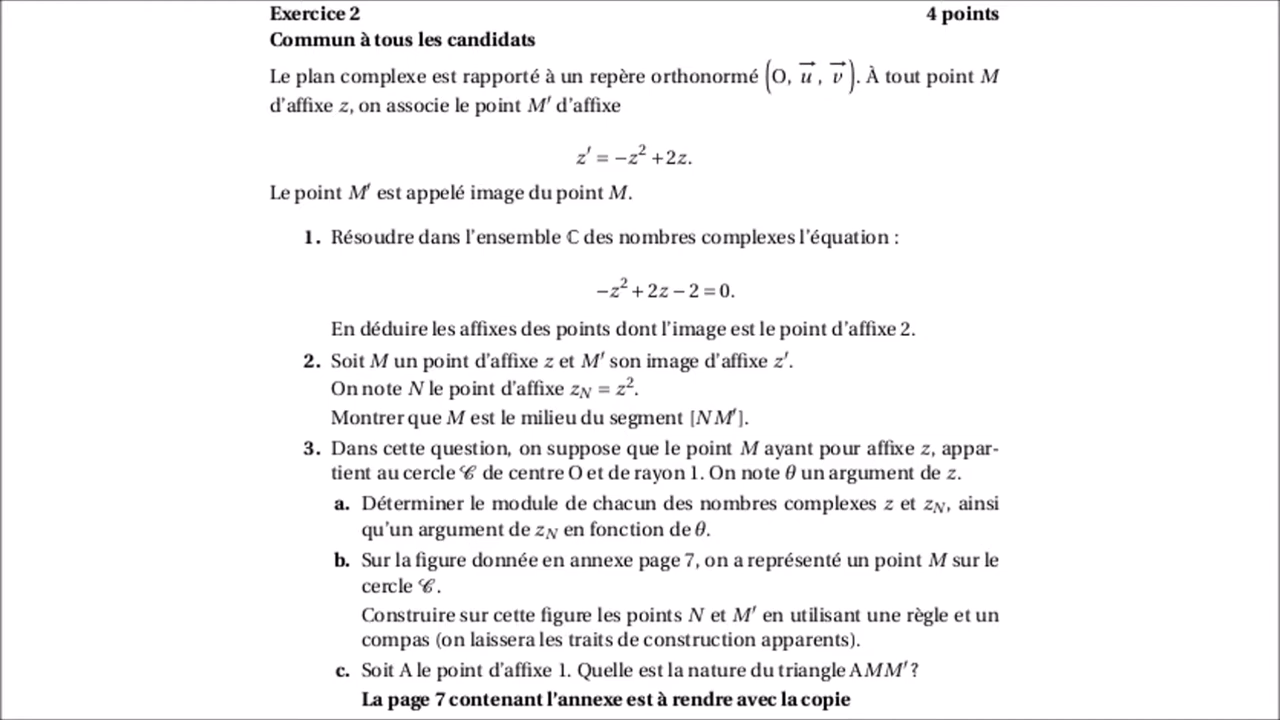 Exercice 2 4 points
Commun à tous les candidats
Le plan complexe est rapporté à un repère orthonormé (O, u⃗, v⃗). À tout point M
d'affixe z, on associe le point M′ d'affixe
z′ = −z² + 2z.
Le point M′ est appelé image du point M.
1. Résoudre dans l'ensemble ℂ des nombres complexes l'équation :
−z² + 2z − 2 = 0.
En déduire les affixes des points dont l'image est le point d'affixe 2.
2. Soit M un point d'affixe z et M′ son image d'affixe z′.
On note N le point d'affixe z_N = z².
Montrer que M est le milieu du segment [NM′].
3. Dans cette question, on suppose que le point M ayant pour affixe z, appar-
tient au cercle 𝒞 de centre O et de rayon 1. On note θ un argument de z.
a. Déterminer le module de chacun des nombres complexes z et z_N, ainsi
qu'un argument de z_N en fonction de θ.
b. Sur la figure donnée en annexe page 7, on a représenté un point M sur le
cercle 𝒞.
Construire sur cette figure les points N et M′ en utilisant une règle et un
compas (on laissera les traits de construction apparents).
c. Soit A le point d'affixe 1. Quelle est la nature du triangle AMM′ ?
La page 7 contenant l'annexe est à rendre avec la copie